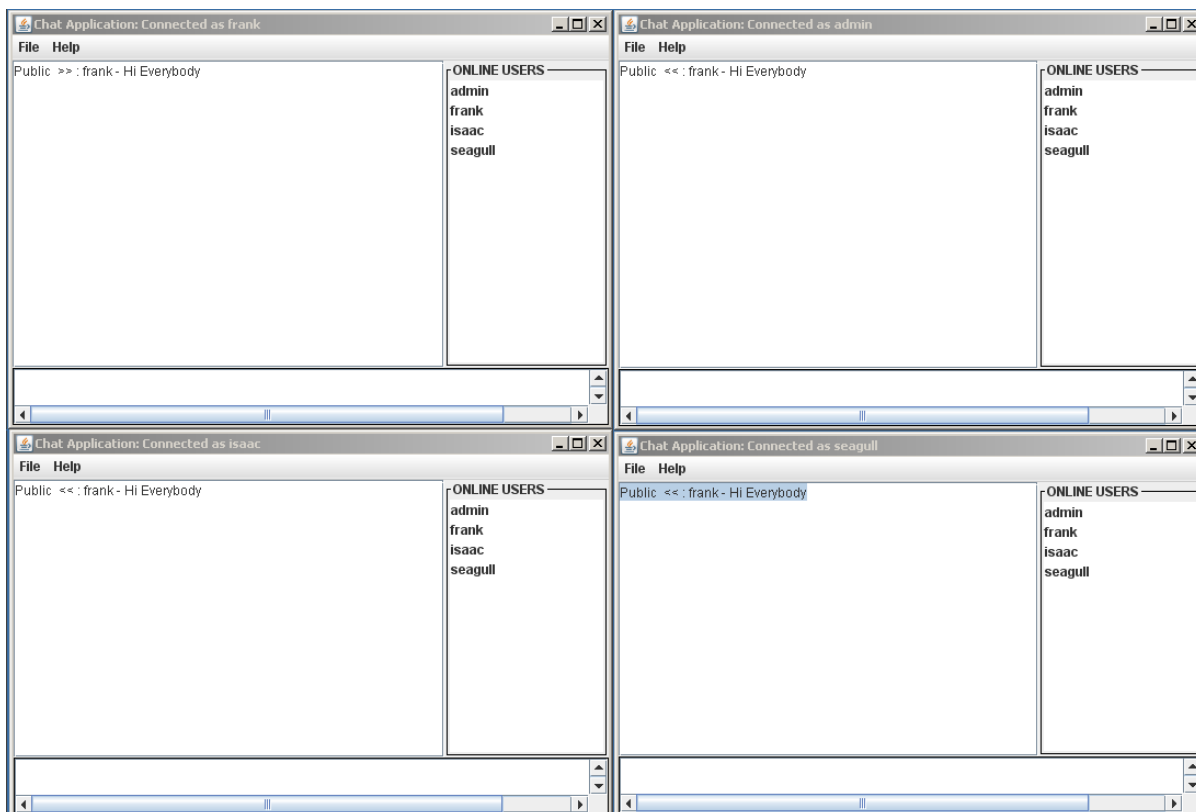 Chat Application: Connected as frank
File Help
Public >> : frank - Hi Everybody
ONLINE USERS
admin
frank
isaac
seagull
Chat Application: Connected as admin
File Help
Public << : frank - Hi Everybody
ONLINE USERS
admin
frank
isaac
seagull
Chat Application: Connected as isaac
File Help
Public << : frank - Hi Everybody
ONLINE USERS
admin
frank
isaac
seagull
Chat Application: Connected as seagull
File Help
Public << : frank - Hi Everybody
ONLINE USERS
admin
frank
isaac
seagull